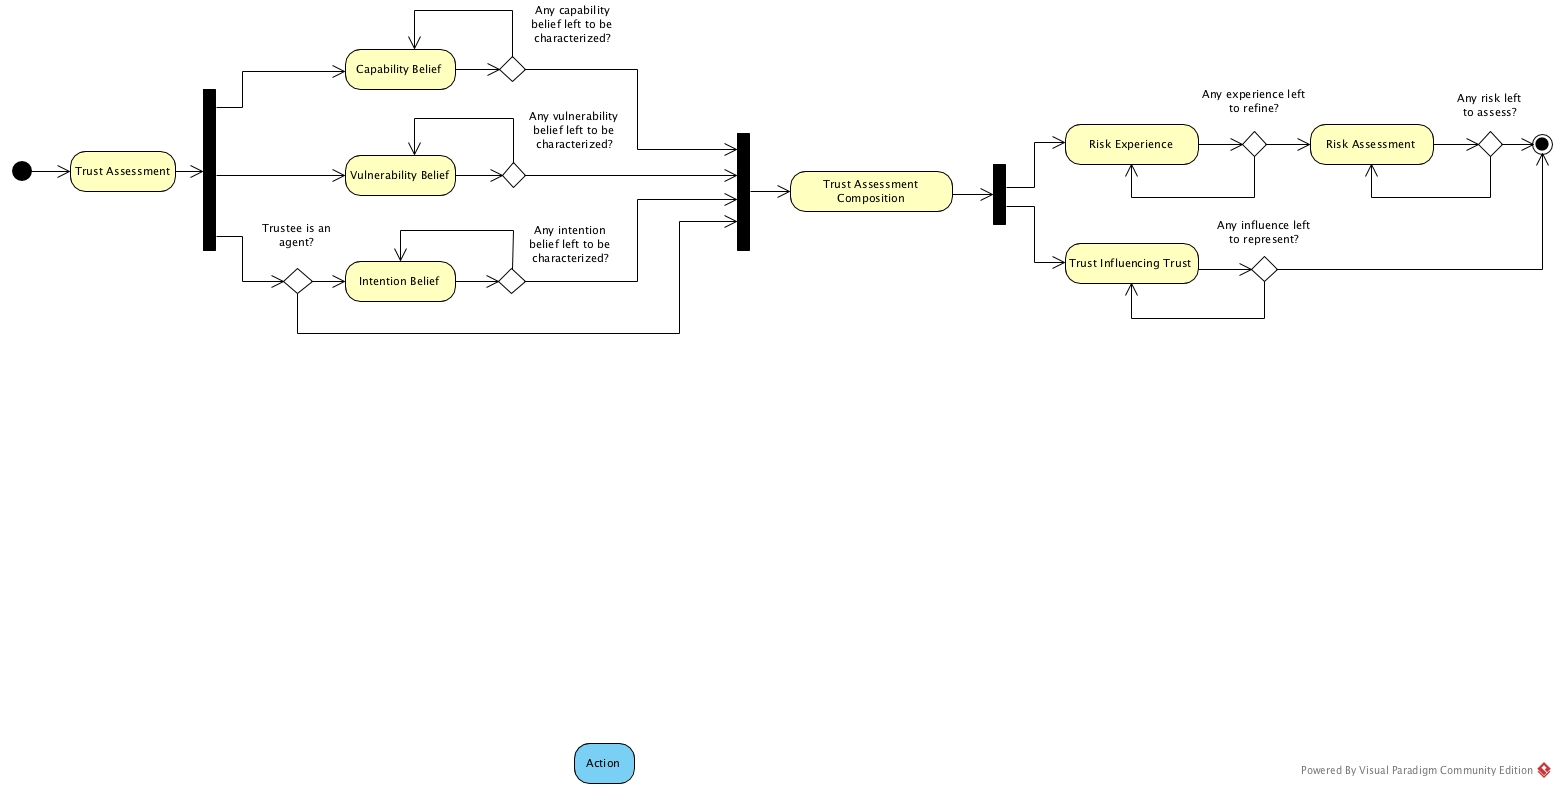 Any capability
belief left to be
characterized?
Capability Belief
Any vulnerability
belief left to be
characterized?
Trust Assessment
Vulnerability Belief
Trustee is an
agent?
Any intention
belief left to be
characterized?
Intention Belief
Trust Assessment
Composition
Any experience left
to refine?
Any risk left
to assess?
Risk Experience
Risk Assessment
Any influence left
to represent?
Trust Influencing Trust
Action
Powered By Visual Paradigm Community Edition